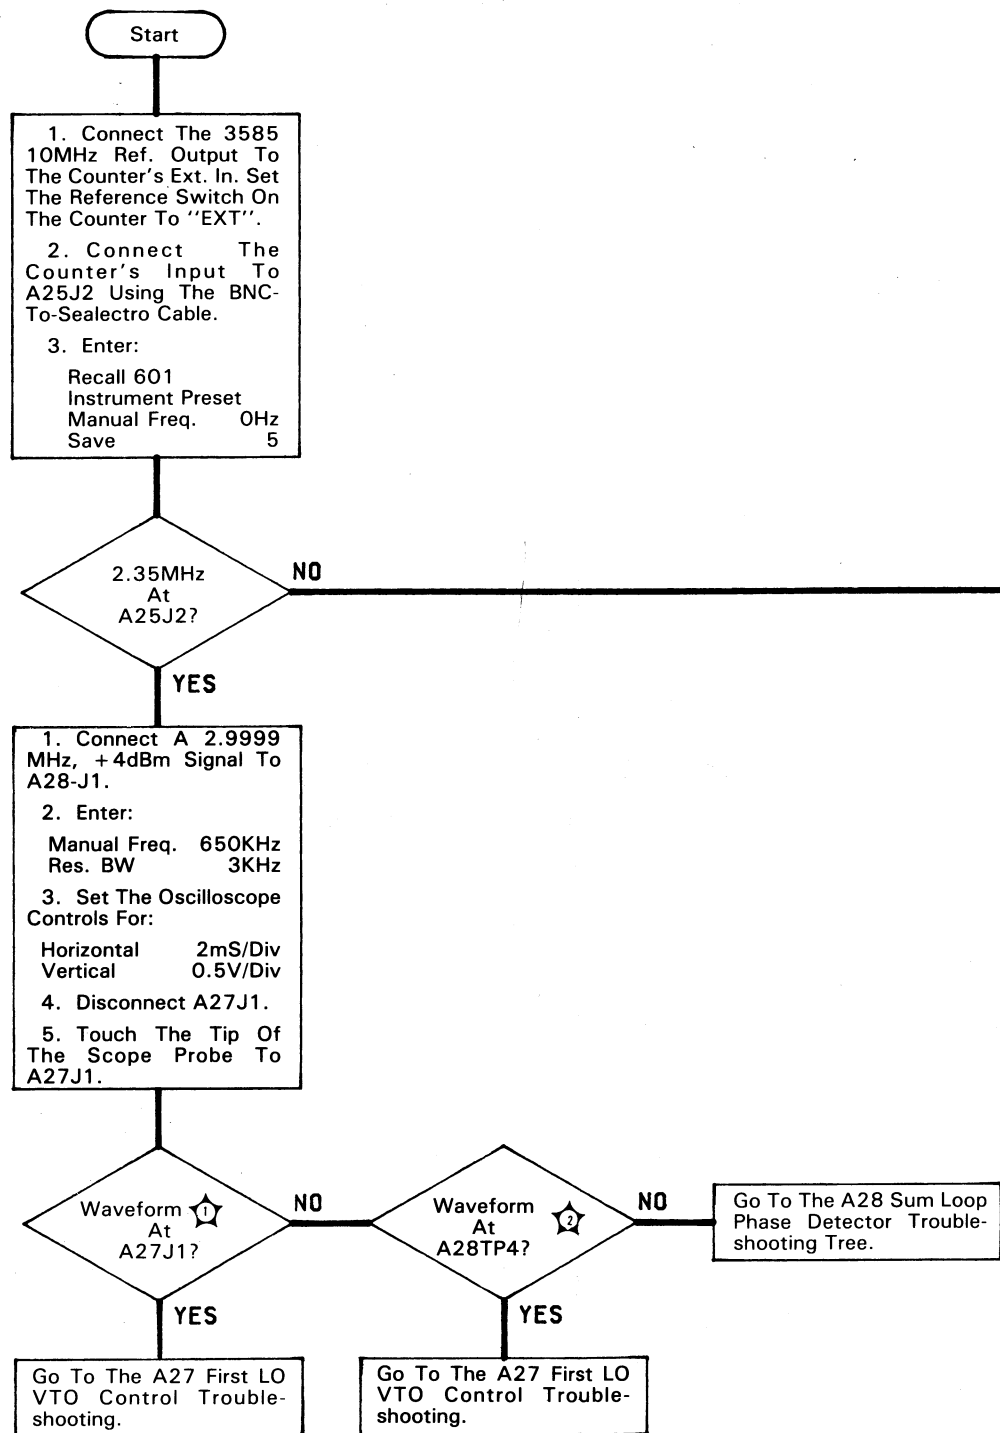 Start
1. Connect The 3585
10MHz Ref. Output To
The Counter's Ext. In. Set
The Reference Switch On
The Counter To ''EXT''.
2. Connect The
Counter's Input To
A25J2 Using The BNC-
To-Sealectro Cable.
3. Enter:
Recall 601
Instrument Preset
Manual Freq. 0Hz
Save 5
2.35MHz
At
A25J2?
NO
YES
1. Connect A 2.9999
MHz, +4dBm Signal To
A28-J1.
2. Enter:
Manual Freq. 650KHz
Res. BW 3KHz
3. Set The Oscilloscope
Controls For:
Horizontal 2mS/Div
Vertical 0.5V/Div
4. Disconnect A27J1.
5. Touch The Tip Of
The Scope Probe To
A27J1.
Waveform 1
At
A27J1?
NO
YES
Waveform
At 2
A28TP4?
NO
YES
Go To The A28 Sum Loop
Phase Detector Trouble-
shooting Tree.
Go To The A27 First LO
VTO Control Trouble-
shooting.
Go To The A27 First LO
VTO Control Trouble-
shooting.